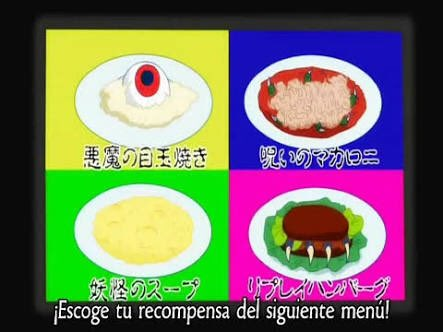 悪魔の目玉焼き
呪いのマカロニ
妖怪のスープ
リプレイハンバーグ
¡Escoge tu recompensa del siguiente menú!